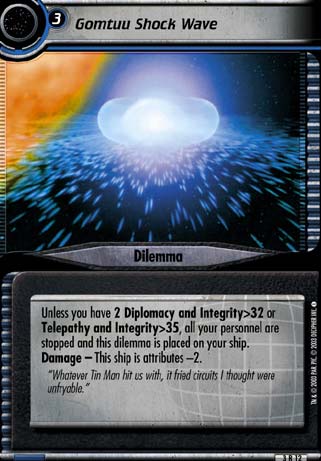 3
Gomtuu Shock Wave
Dilemma
Unless you have 2 Diplomacy and Integrity>32 or
Telepathy and Integrity>35, all your personnel are
stopped and this dilemma is placed on your ship.
Damage – This ship is attributes –2.
"Whatever Tin Man hit us with, it fried circuits I thought were
unfryable."
TM & © 2003 PAR. PIC. © 2003 DECIPHER INC.
3 R 12